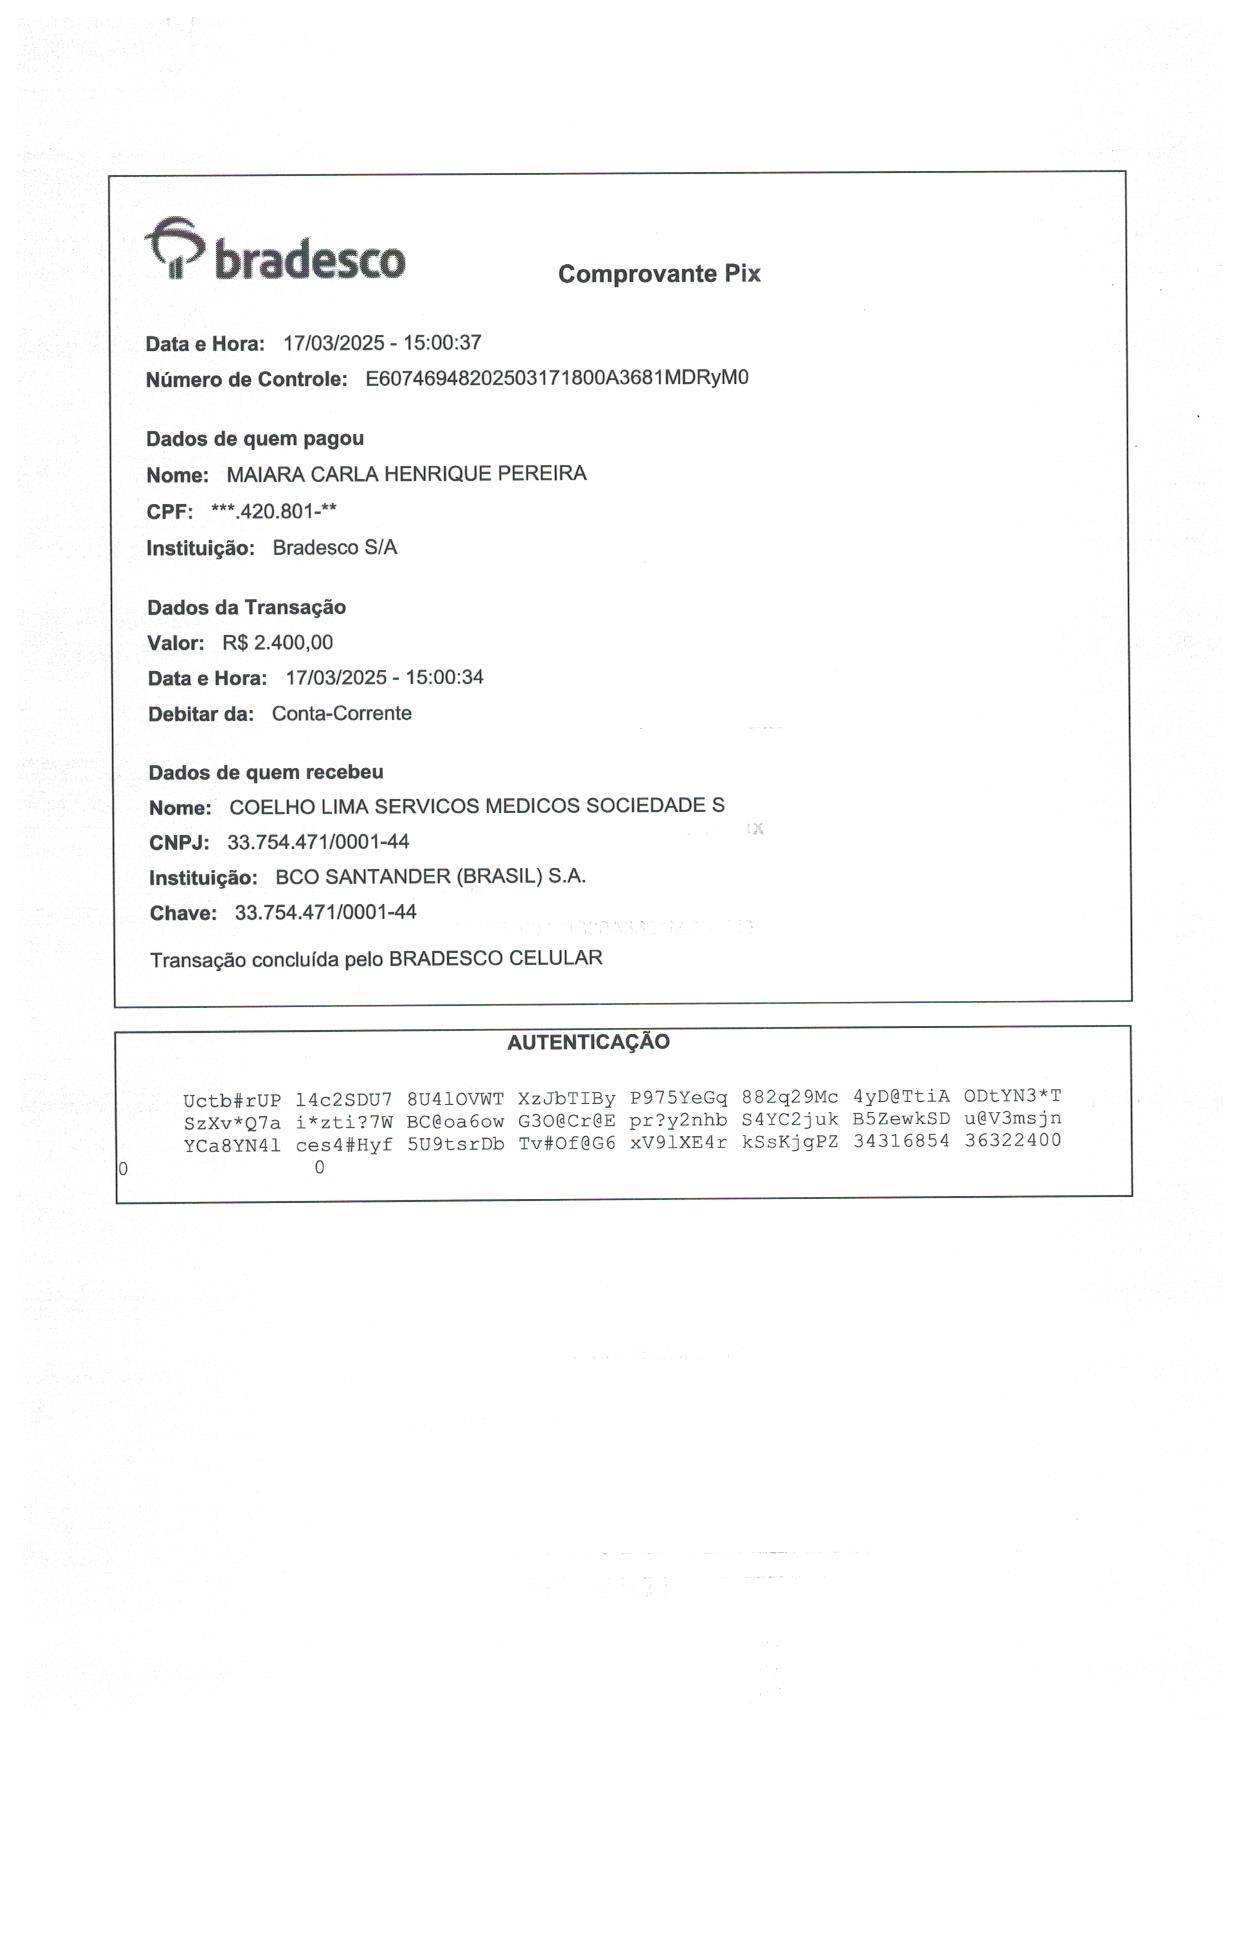 bradesco
Comprovante Pix
Data e Hora: 17/03/2025 - 15:00:37
Número de Controle: E60746948202503171800A3681MDRyM0
Dados de quem pagou
Nome: MAIARA CARLA HENRIQUE PEREIRA
CPF: ***.420.801-**
Instituição: Bradesco S/A
Dados da Transação
Valor: R$ 2.400,00
Data e Hora: 17/03/2025 - 15:00:34
Debitar da: Conta-Corrente
Dados de quem recebeu
Nome: COELHO LIMA SERVICOS MEDICOS SOCIEDADE S
CNPJ: 33.754.471/0001-44
Instituição: BCO SANTANDER (BRASIL) S.A.
Chave: 33.754.471/0001-44
Transação concluída pelo BRADESCO CELULAR
AUTENTICAÇÃO
Uctb#rUP l4c2SDU7 8U4lOVWT XzJbTIBy P975YeGq 882q29Mc 4yD@TtiA ODtYN3*T
SzXv*Q7a i*zti?7W BC@oa6ow G3O@Cr@E pr?y2nhb S4YC2juk B5ZewkSD u@V3msjn
YCa8YN4l ces4#Hyf 5U9tsrDb Tv#Of@G6 xV9lXE4r kSsKjgPZ 34316854 36322400
0 0